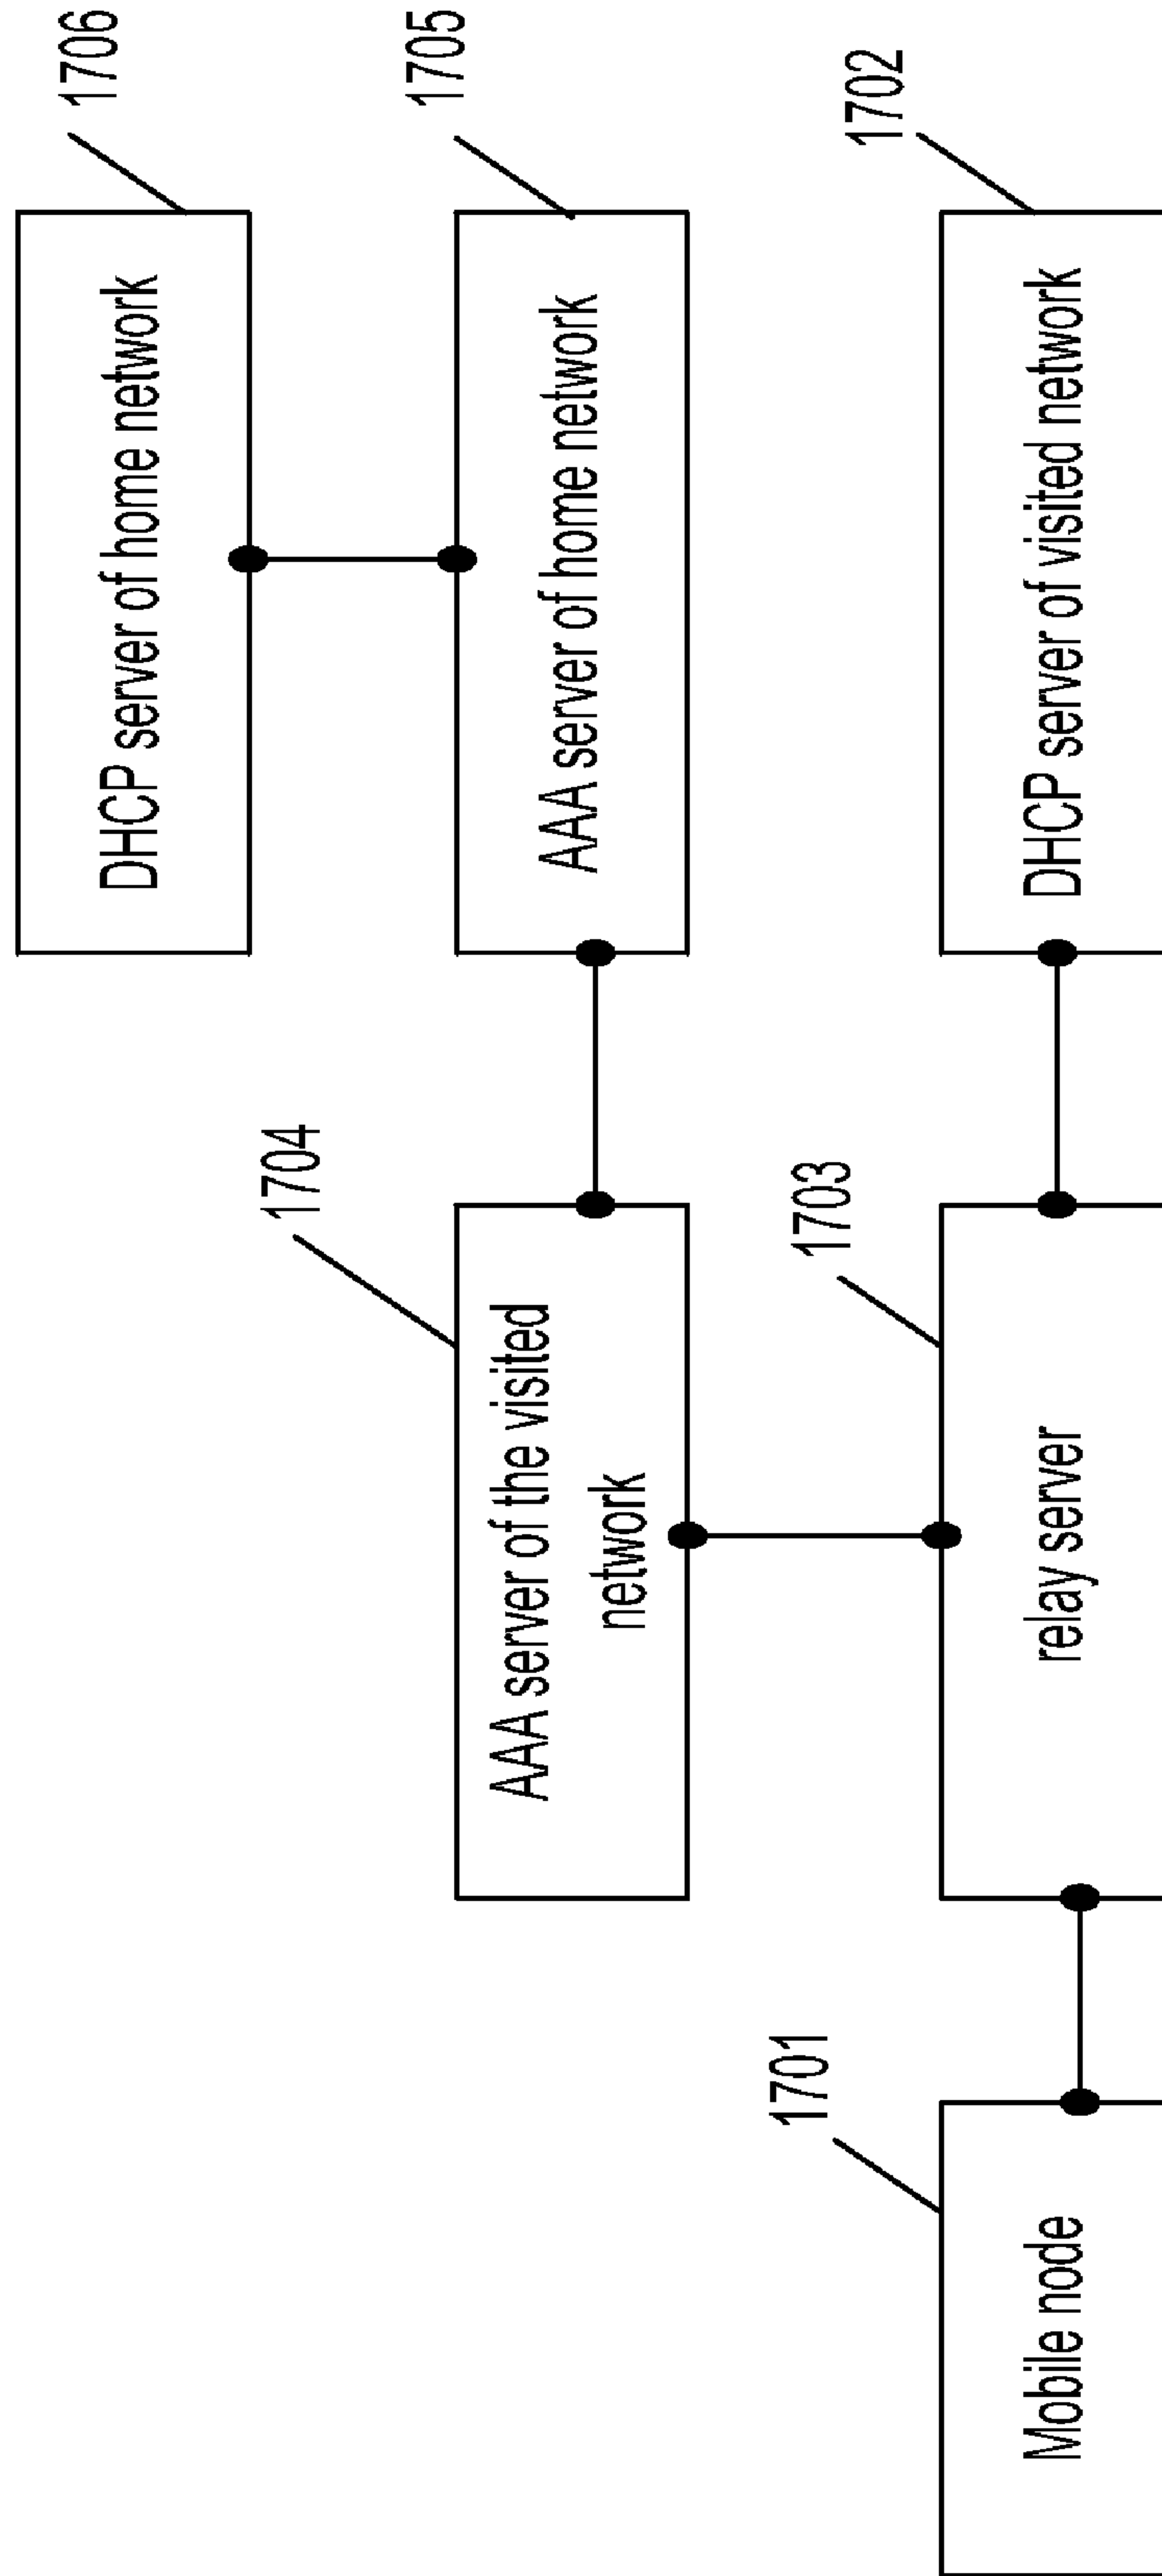 1706
DHCP server of home network
1705
AAA server of home network
1704
AAA server of the visited
network
1702
DHCP server of visited network
1703
relay server
1701
Mobile node